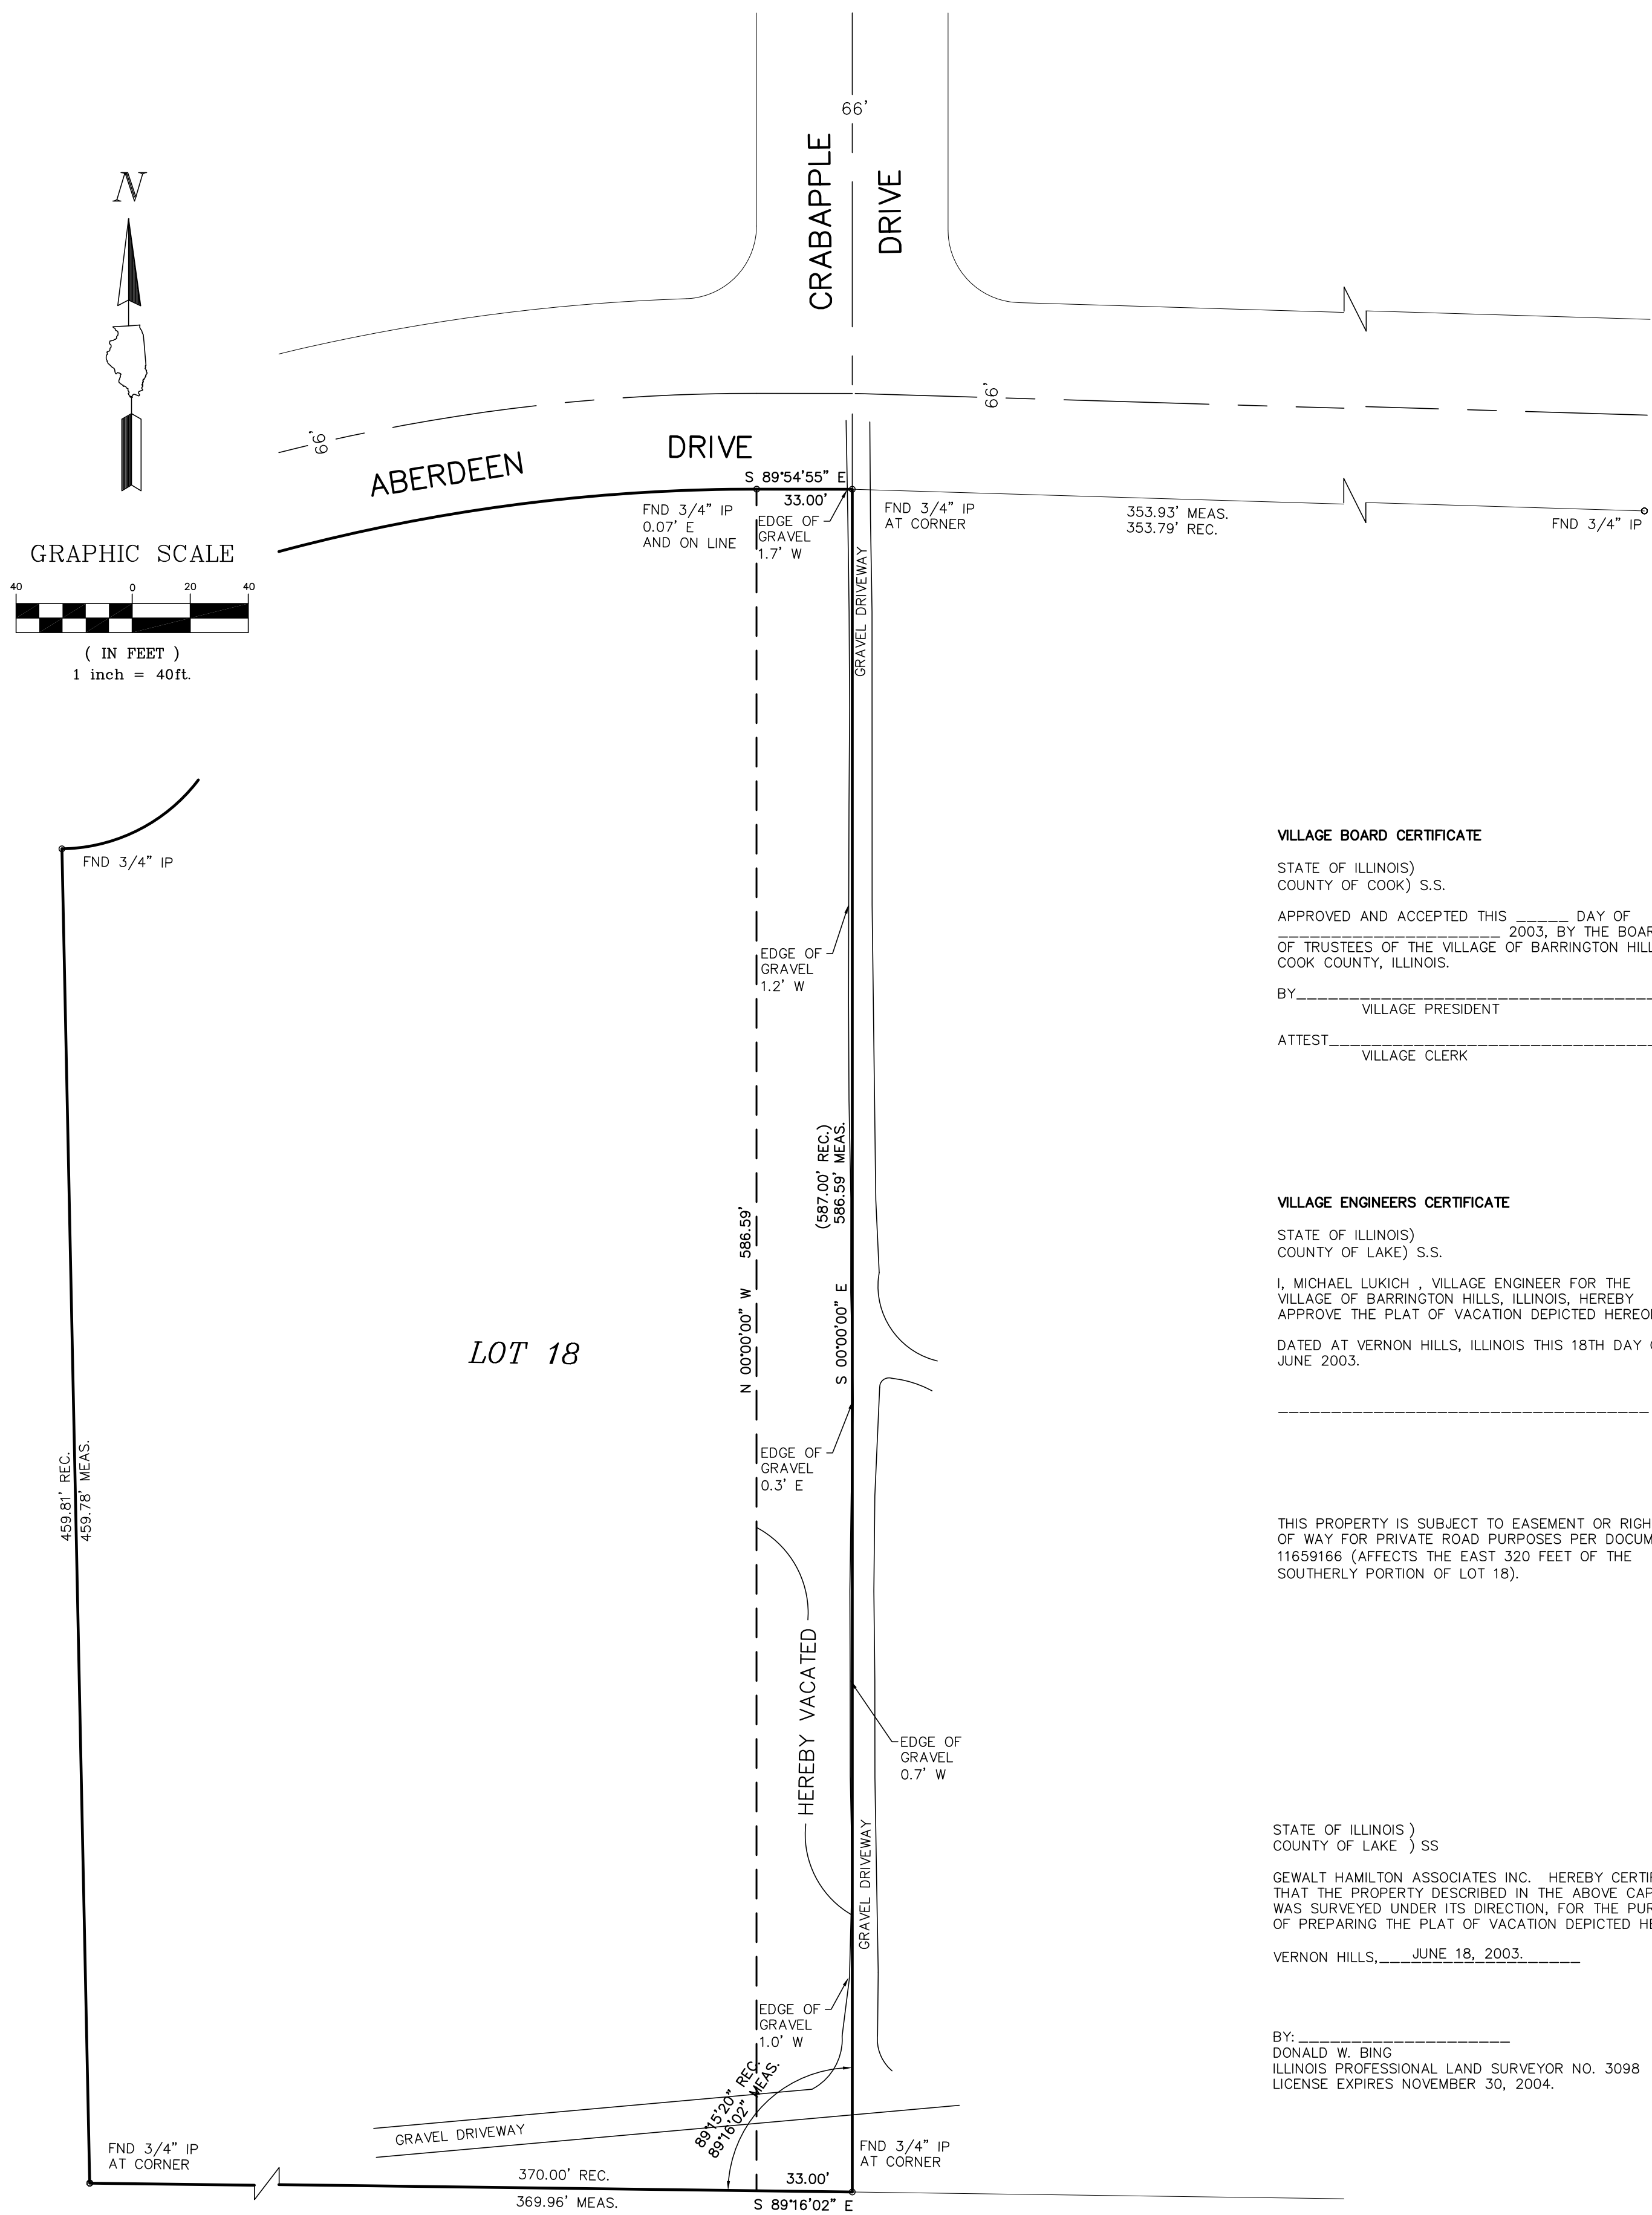 66'
CRABAPPLE
DRIVE
N
66'
66'
ABERDEEN
DRIVE
S 89°54'55" E
33.00'
FND 3/4" IP
0.07' E
AND ON LINE
EDGE OF
GRAVEL
1.7' W
FND 3/4" IP
AT CORNER
353.93' MEAS.
353.79' REC.
FND 3/4" IP
GRAPHIC SCALE
40 0 20 40
( IN FEET )
1 inch = 40ft.
GRAVEL DRIVEWAY
FND 3/4" IP
EDGE OF
GRAVEL
1.2' W
(587.00' REC.)
586.59' MEAS.
N 00°00'00" W 586.59'
S 00°00'00" E
LOT 18
EDGE OF
GRAVEL
0.3' E
459.81' REC.
459.78' MEAS.
HEREBY VACATED
EDGE OF
GRAVEL
0.7' W
GRAVEL DRIVEWAY
EDGE OF
GRAVEL
1.0' W
89°15'20" REC.
89°16'02" MEAS.
GRAVEL DRIVEWAY
FND 3/4" IP
AT CORNER
FND 3/4" IP
AT CORNER
370.00' REC.
369.96' MEAS.
33.00'
S 89°16'02" E
VILLAGE BOARD CERTIFICATE
STATE OF ILLINOIS)
COUNTY OF COOK) S.S.
APPROVED AND ACCEPTED THIS _____ DAY OF
_____________________ 2003, BY THE BOAR
OF TRUSTEES OF THE VILLAGE OF BARRINGTON HILL
COOK COUNTY, ILLINOIS.
BY__________________________________
VILLAGE PRESIDENT
ATTEST_______________________________
VILLAGE CLERK
VILLAGE ENGINEERS CERTIFICATE
STATE OF ILLINOIS)
COUNTY OF LAKE) S.S.
I, MICHAEL LUKICH , VILLAGE ENGINEER FOR THE
VILLAGE OF BARRINGTON HILLS, ILLINOIS, HEREBY
APPROVE THE PLAT OF VACATION DEPICTED HEREO
DATED AT VERNON HILLS, ILLINOIS THIS 18TH DAY
JUNE 2003.
___________________________________
THIS PROPERTY IS SUBJECT TO EASEMENT OR RIGH
OF WAY FOR PRIVATE ROAD PURPOSES PER DOCUM
11659166 (AFFECTS THE EAST 320 FEET OF THE
SOUTHERLY PORTION OF LOT 18).
STATE OF ILLINOIS )
COUNTY OF LAKE ) SS
GEWALT HAMILTON ASSOCIATES INC. HEREBY CERTI
THAT THE PROPERTY DESCRIBED IN THE ABOVE CAP
WAS SURVEYED UNDER ITS DIRECTION, FOR THE PUR
OF PREPARING THE PLAT OF VACATION DEPICTED HE
VERNON HILLS,___JUNE 18, 2003.______
BY: ____________________
DONALD W. BING
ILLINOIS PROFESSIONAL LAND SURVEYOR NO. 3098
LICENSE EXPIRES NOVEMBER 30, 2004.